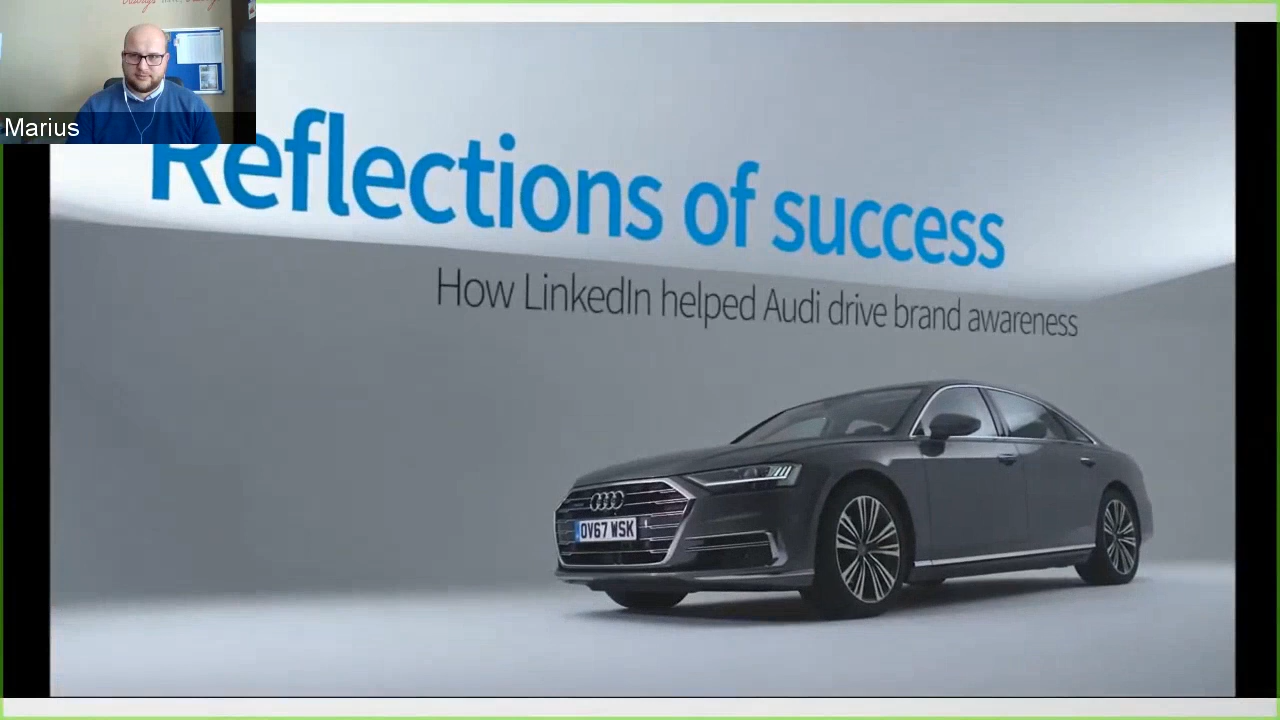 Marius
Reflections of success
How LinkedIn helped Audi drive brand awareness
OV67 WSK